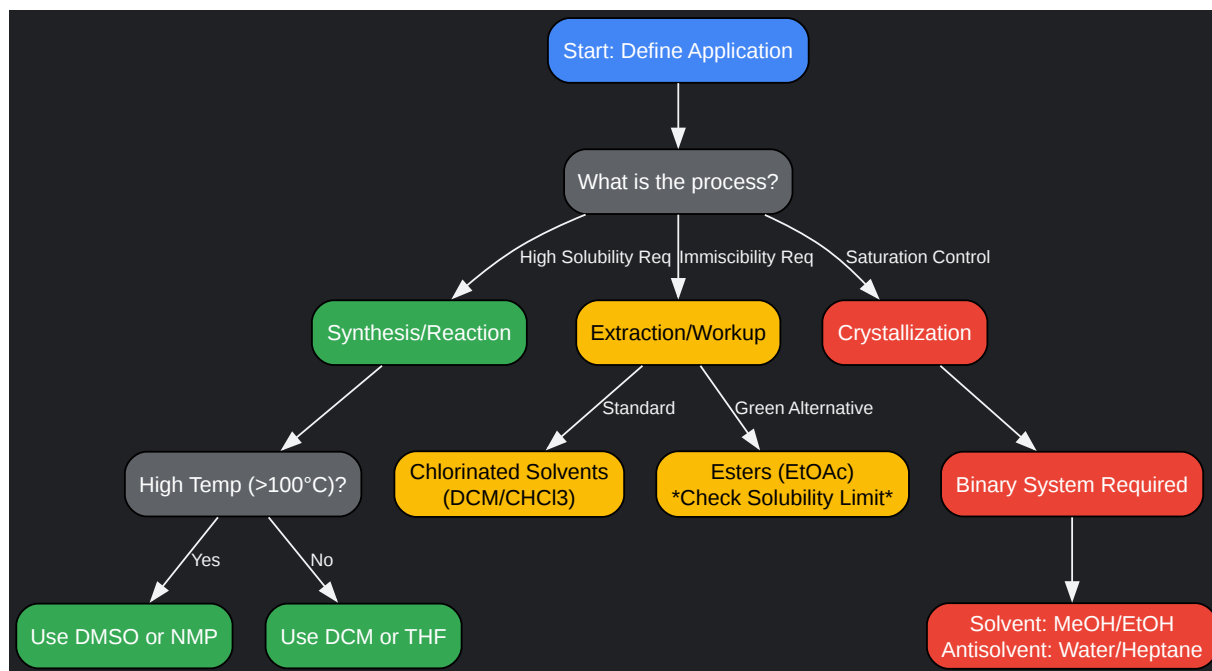 Start: Define Application
What is the process?
High Solubility Req
Immiscibility Req
Saturation Control
Synthesis/Reaction
Extraction/Workup
Crystallization
Standard
Green Alternative
High Temp (>100°C)?
Chlorinated Solvents
(DCM/CHCl3)
Esters (EtOAc)
*Check Solubility Limit*
Binary System Required
Yes
No
Use DMSO or NMP
Use DCM or THF
Solvent: MeOH/EtOH
Antisolvent: Water/Heptane